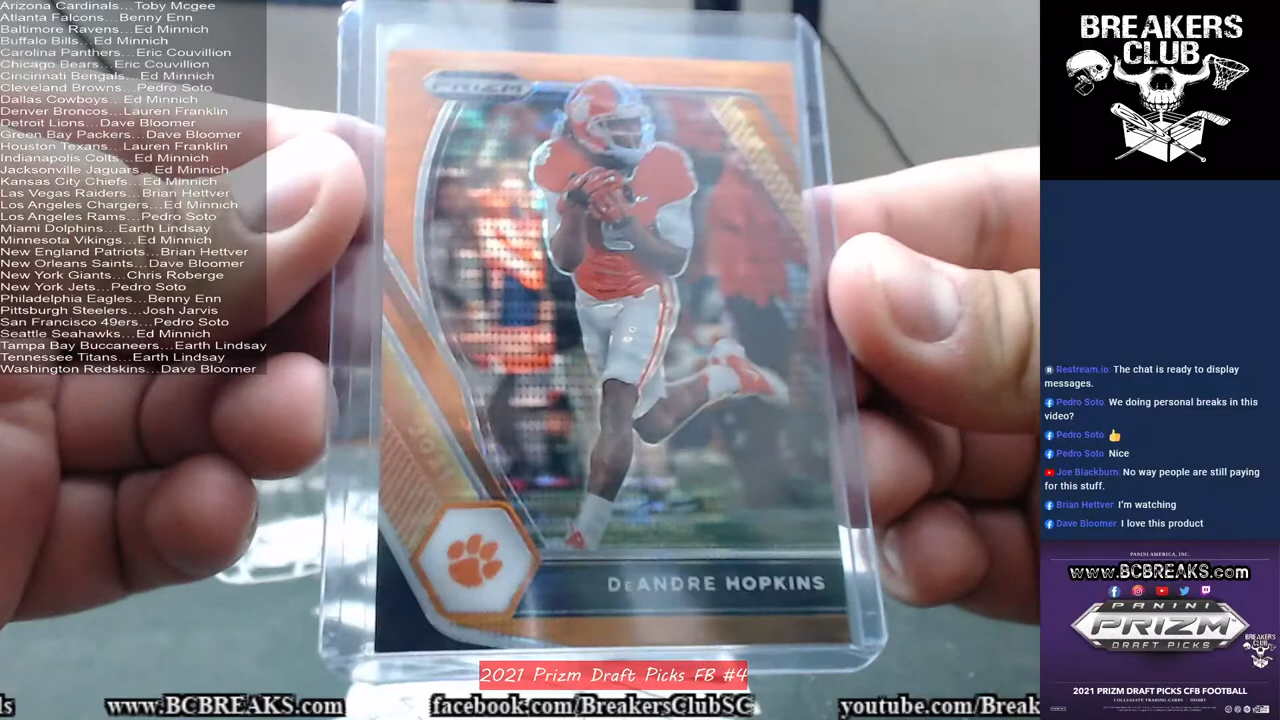 Arizona Cardinals...Toby Mcgee
Atlanta Falcons...Benny Enn
Baltimore Ravens...Ed Minnich
Buffalo Bills...Ed Minnich
Carolina Panthers...Eric Couvillion
Chicago Bears...Eric Couvillion
Cincinnati Bengals...Ed Minnich
Cleveland Browns...Pedro Soto
Dallas Cowboys...Ed Minnich
Denver Broncos...Lauren Franklin
Detroit Lions...Dave Bloomer
Green Bay Packers...Dave Bloomer
Houston Texans...Lauren Franklin
Indianapolis Colts...Ed Minnich
Jacksonville Jaguars...Ed Minnich
Kansas City Chiefs...Ed Minnich
Las Vegas Raiders...Brian Hettver
Los Angeles Chargers...Ed Minnich
Los Angeles Rams...Pedro Soto
Miami Dolphins...Earth Lindsay
Minnesota Vikings...Ed Minnich
New England Patriots...Brian Hettver
New Orleans Saints...Dave Bloomer
New York Giants...Chris Roberge
New York Jets...Pedro Soto
Philadelphia Eagles...Benny Enn
Pittsburgh Steelers...Josh Jarvis
San Francisco 49ers...Pedro Soto
Seattle Seahawks...Ed Minnich
Tampa Bay Buccaneers...Earth Lindsay
Tennessee Titans...Earth Lindsay
Washington Redskins...Dave Bloomer
PRIZM
DEANDRE HOPKINS
2021 Prizm Draft Picks FB #4
ls www.BCBREAKS.com facebook.com/BreakersClubSG youtube.com/Break
BREAKERS
CLUB
Restream.io The chat is ready to display
messages.
Pedro Soto We doing personal breaks in this
video?
Pedro Soto 👍
Pedro Soto Nice
Joe Blackburn No way people are still paying
for this stuff.
Brian Hettver I'm watching
Dave Bloomer I love this product
PANINI AMERICA, INC.
www.BCBREAKS.com
PANINI
PRIZM
DRAFT PICKS
BREAKERS
CLUB
2021 PRIZM DRAFT PICKS CFB FOOTBALL